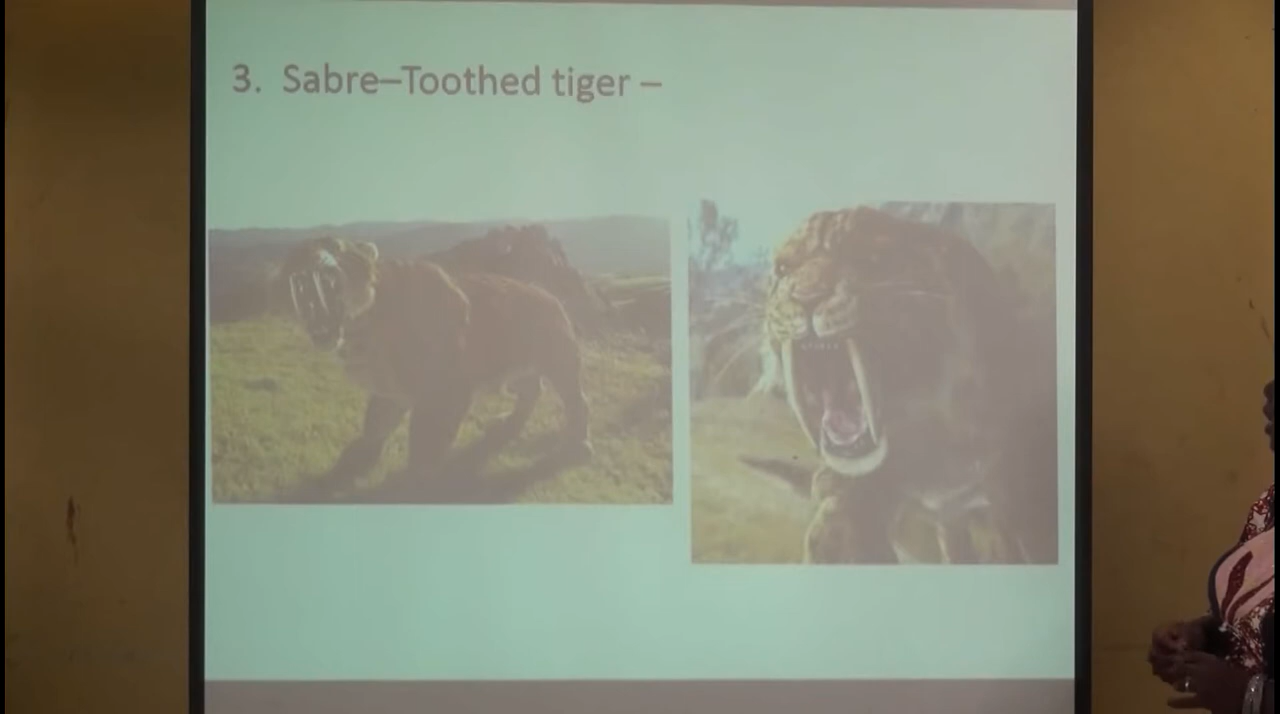 3. Sabre–Toothed tiger –